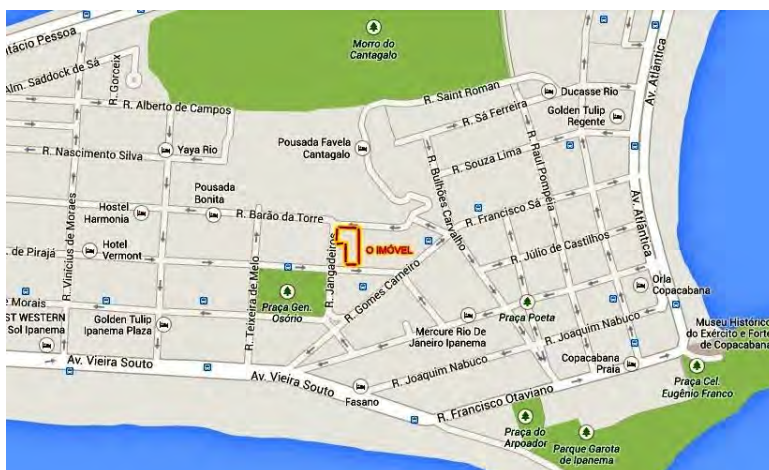 itácio Pessoa
Morro do
Cantagalo
Av. Atlântica
Alm. Saddock de Sá
R. Gorceix
R. Saint Roman
Ducasse Rio
R. Alberto de Campos
R. Sá Ferreira
Golden Tulip
Regente
Pousada Favela
Cantagalo
R. Nascimento Silva
Yaya Rio
R. Souza Lima
R. Raul Pompéia
R. Bulhões Carvalho
Pousada
Bonita
Hostel
Harmonia
R. Barão da Torre
R. Francisco Sá
Av. Atlântica
R. Vinícius de Moraes
. de Pirajá
Hotel
Vermont
R. Jangadeiros
O IMÓVEL
R. Júlio de Castilhos
R. Teixeira de Melo
R. Gomes Carneiro
Orla
Copacabana
Praça Gen.
Osório
e Morais
Praça Poeta
ST WESTERN
Sol Ipanema
Golden Tulip
Ipanema Plaza
Mercure Rio De
Janeiro Ipanema
R. Joaquim Nabuco
Museu Histórico
do Exército e Forte
de Copacabana
Av. Vieira Souto
Av. Vieira Souto
R. Joaquim Nabuco
Copacabana
Praia
Praça Cel.
Eugênio Franco
Fasano
R. Francisco Otaviano
Praça do
Arpoador
Parque Garota
de Ipanema